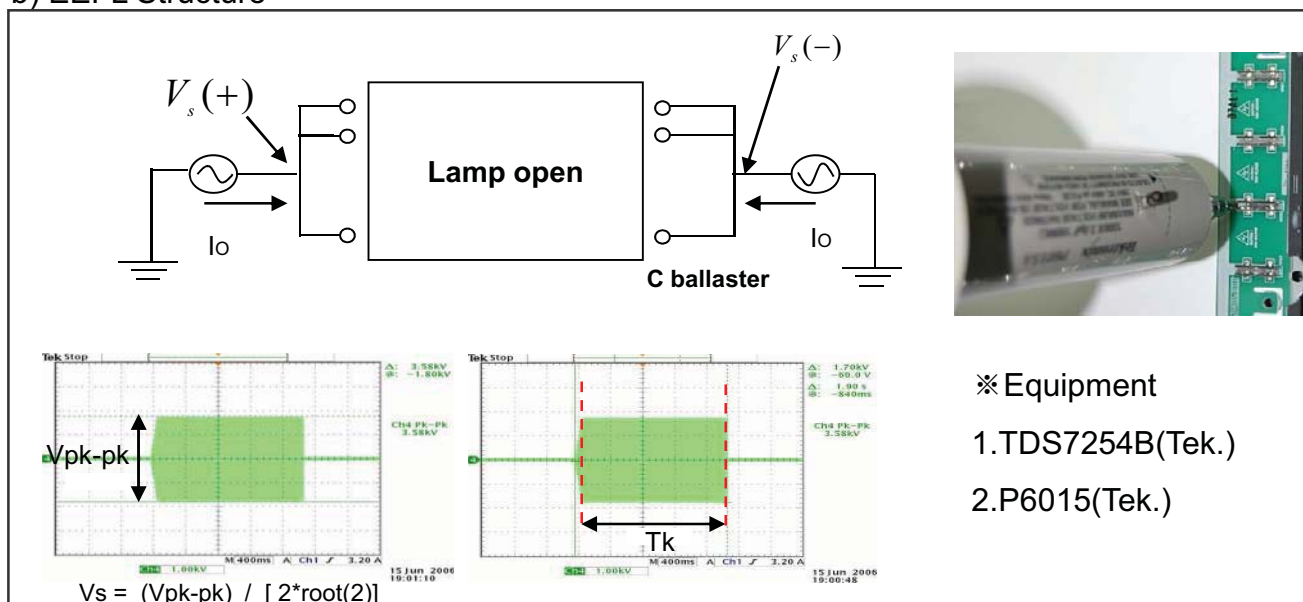 b) EEFL Structure
Vs(+)
Vs(−)
Lamp open
Io
Io
C ballaster
Tek Stop
Δ: 3.58kV
@: −1.80kV
Ch4 Pk−Pk
3.58kV
Vpk-pk
M 400ms A Ch1 ƒ 3.20 A
Ch4 1.00kV
15 Jun 2006
19:01:10
Vs = (Vpk-pk) / [ 2*root(2)]
Tek Stop
Δ: 1.70kV
@: −60.0 V
Δ: 1.00 s
@: −840ms
Ch4 Pk−Pk
3.58kV
Tk
M 400ms A Ch1 ƒ 3.20 A
Ch4 1.00kV
15 Jun 2006
19:00:48
※ Equipment
1.TDS7254B(Tek.)
2.P6015(Tek.)
Tektronix